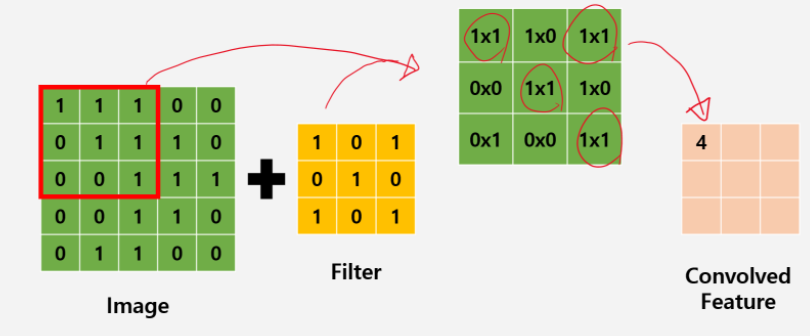 1x1 1x0 1x1
0x0 1x1 1x0
0x1 0x0 1x1
1 1 1 0 0
0 1 1 1 0
0 0 1 1 1
0 0 1 1 0
0 1 1 0 0
Image
+
1 0 1
0 1 0
1 0 1
Filter
4
Convolved
Feature